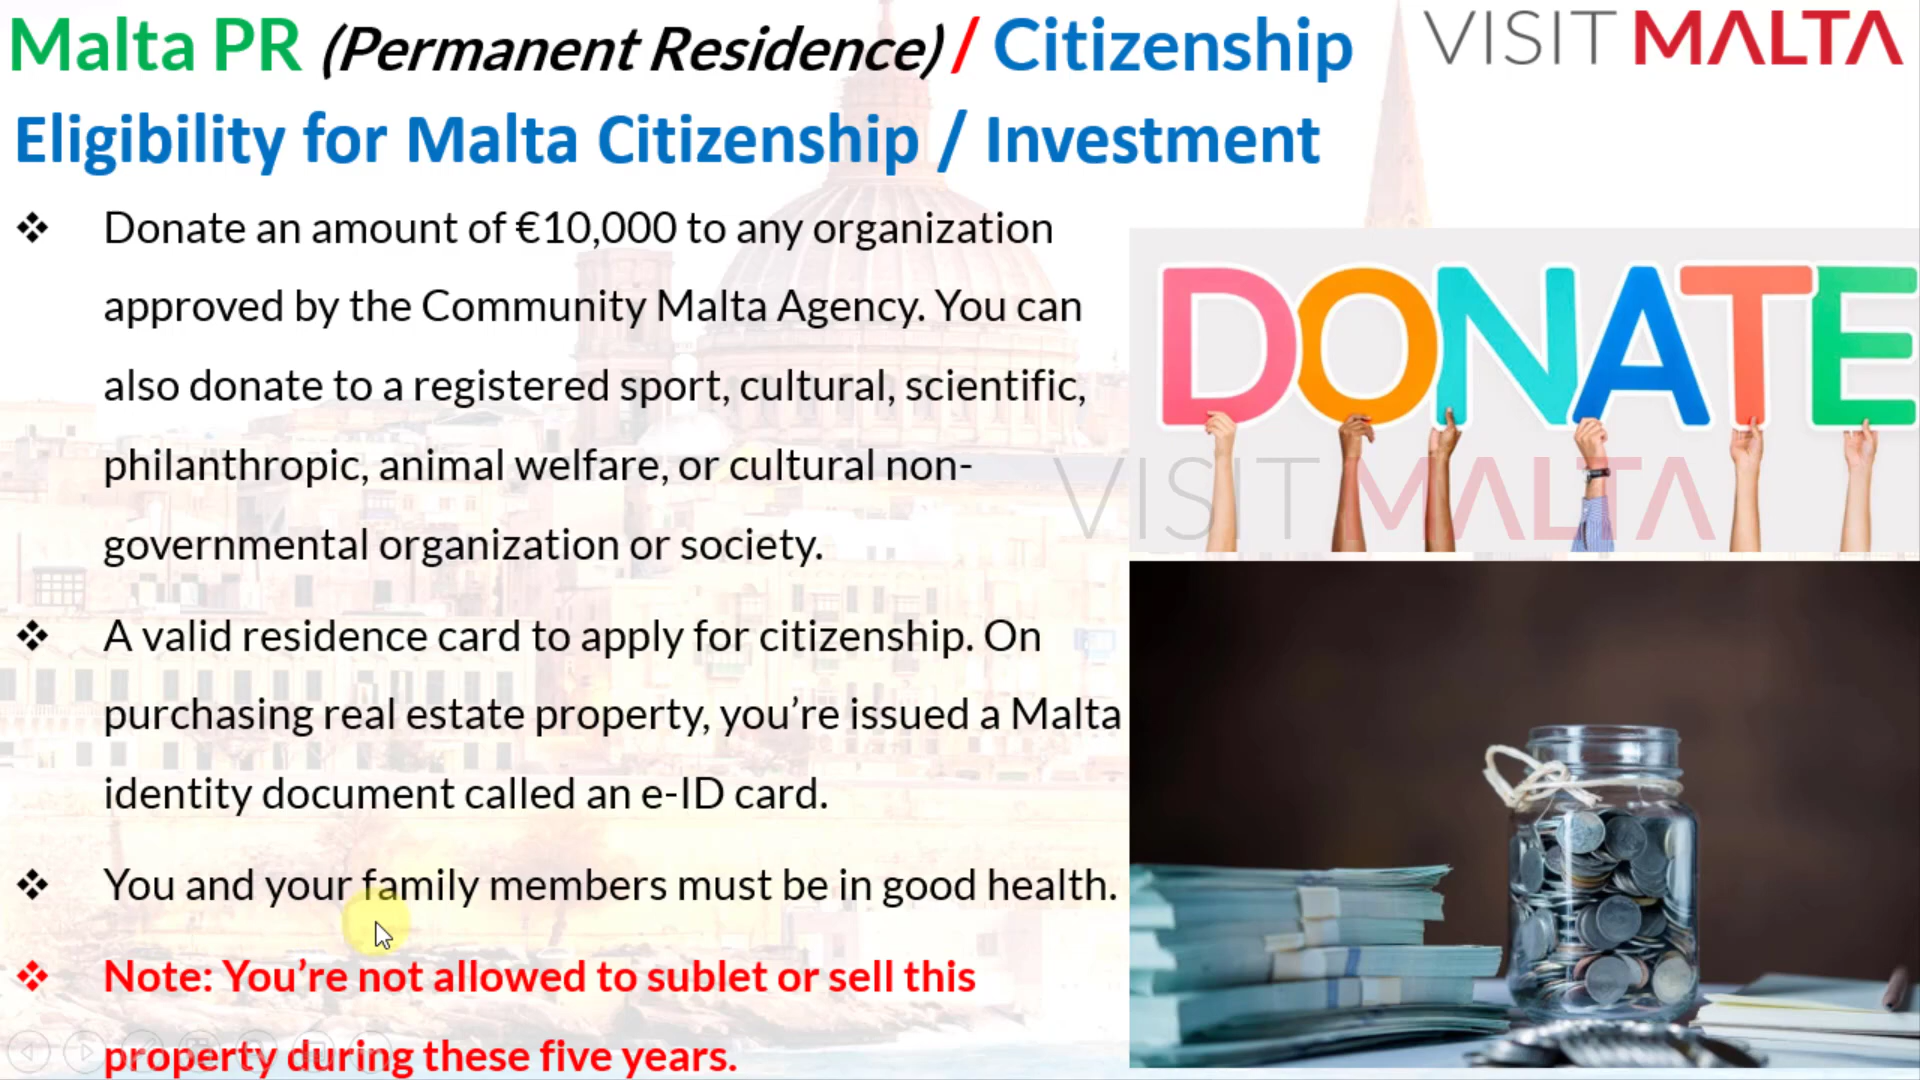 Malta PR (Permanent Residence) / Citizenship
VISIT MALTA
Eligibility for Malta Citizenship / Investment
❖ Donate an amount of €10,000 to any organization
approved by the Community Malta Agency. You can
also donate to a registered sport, cultural, scientific,
philanthropic, animal welfare, or cultural non-
governmental organization or society.
❖ A valid residence card to apply for citizenship. On
purchasing real estate property, you’re issued a Malta
identity document called an e-ID card.
❖ You and your family members must be in good health.
❖ Note: You’re not allowed to sublet or sell this
property during these five years.
DONATE
VISIT MALTA